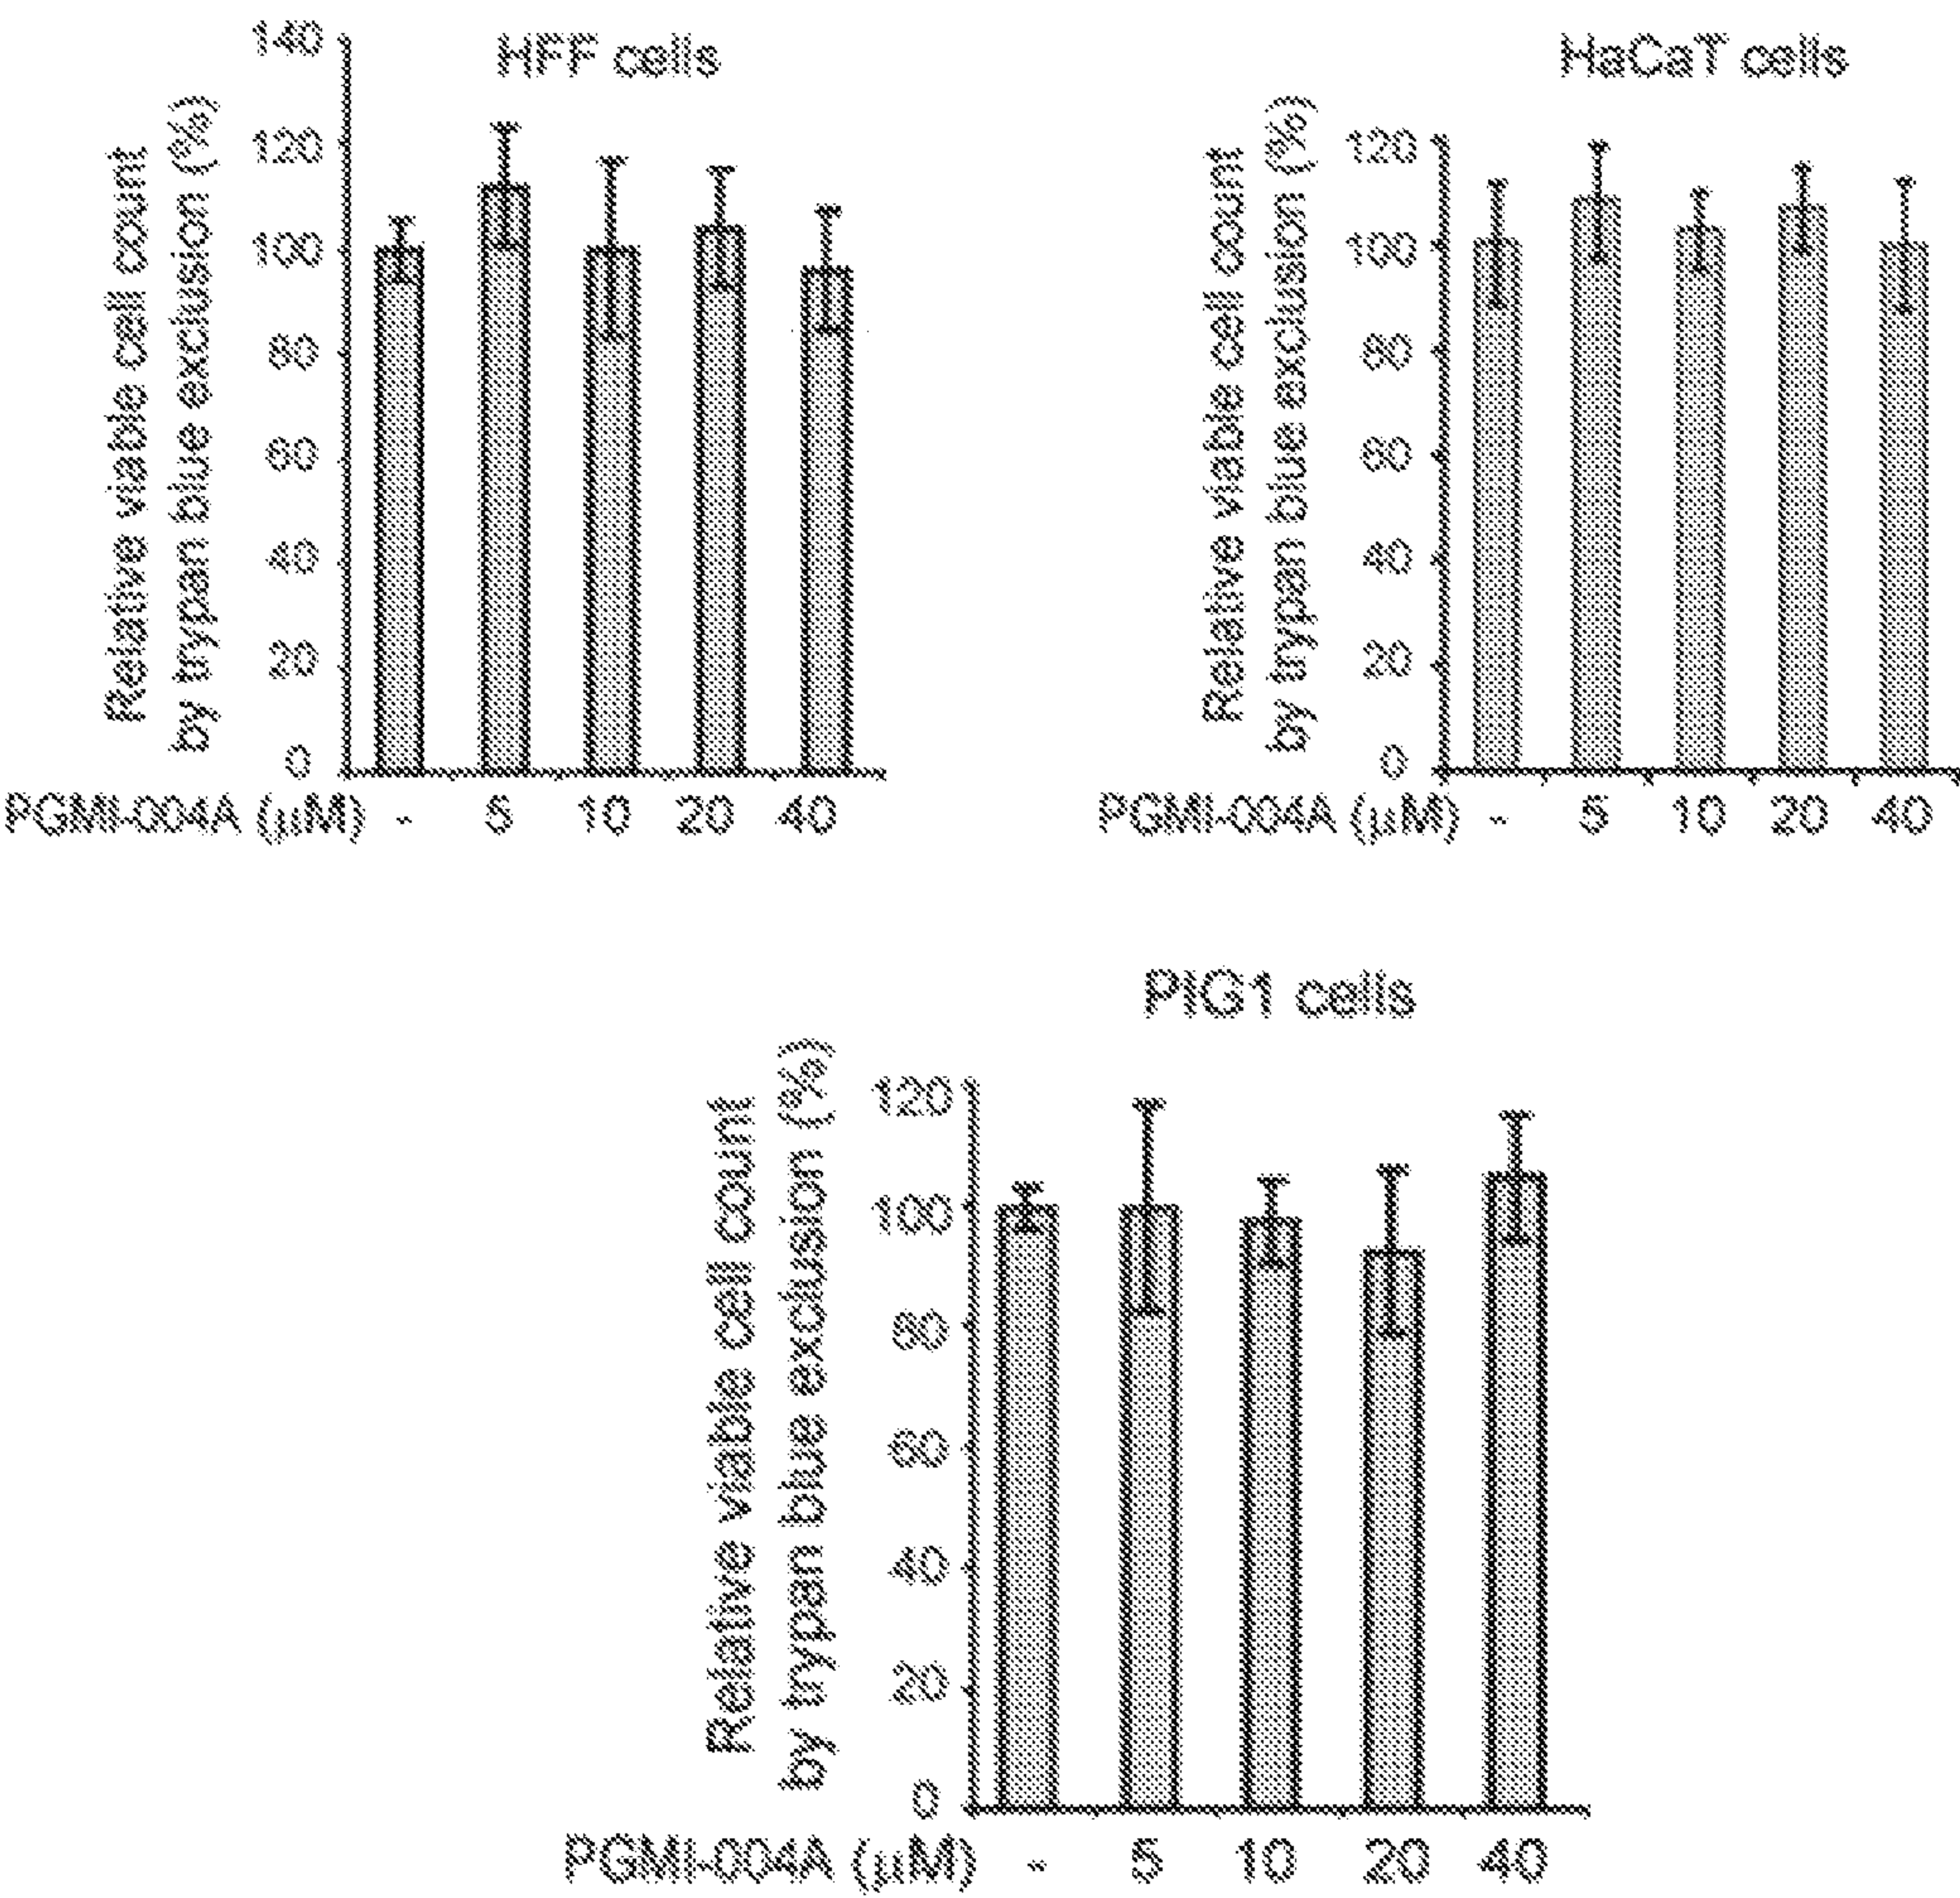 HFF cells
Relative viable cell count
by trypan blue exclusion (%)
140
120
100
80
60
40
20
0
PGMI-004A (µM) - 5 10 20 40
HaCaT cells
Relative viable cell count
by trypan blue exclusion (%)
120
100
80
60
40
20
0
PGMI-004A (µM) - 5 10 20 40
PIG1 cells
Relative viable cell count
by trypan blue exclusion (%)
120
100
80
60
40
20
0
PGMI-004A (µM) - 5 10 20 40